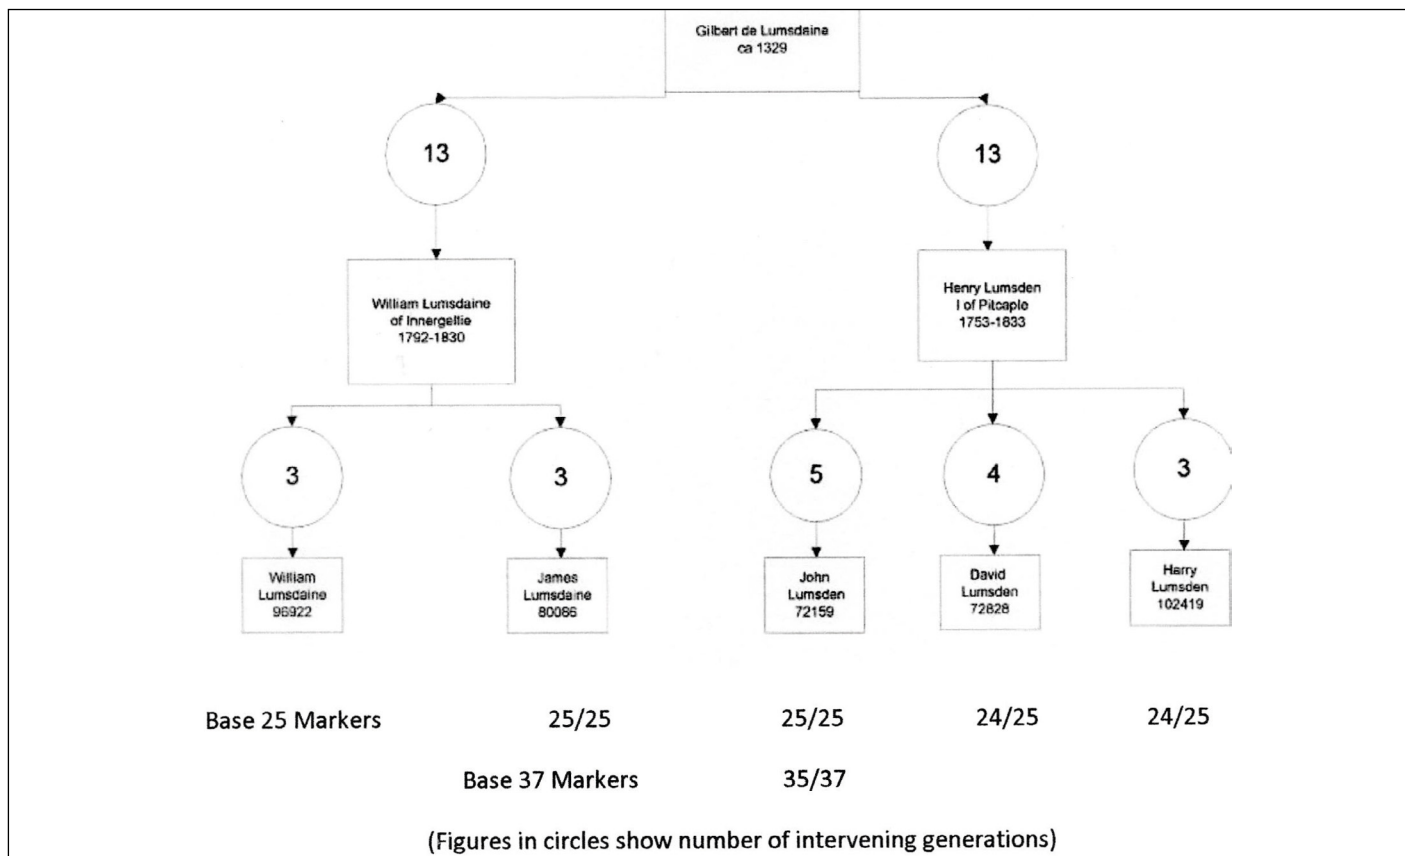 Gilbert de Lumsdaine
ca 1329
13
13
William Lumsdaine
of Innergellie
1792-1830
Henry Lumsden
I of Pitcaple
1753-1833
3
3
5
4
3
William
Lumsdaine
96922
James
Lumsdaine
80086
John
Lumsden
72159
David
Lumsden
72828
Harry
Lumsden
102419
Base 25 Markers
25/25
25/25
24/25
24/25
Base 37 Markers
35/37
(Figures in circles show number of intervening generations)